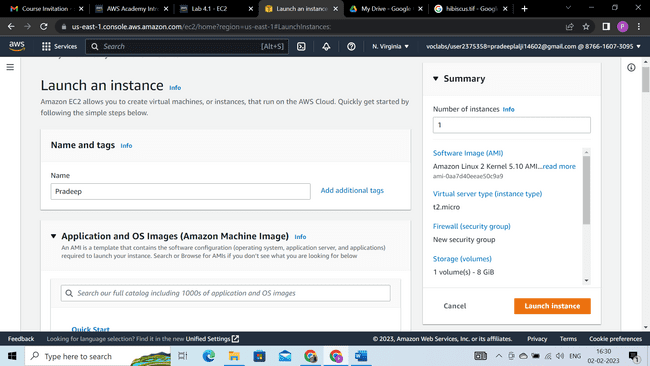 Course Invitation -
AWS Academy Intr
Lab 4.1 - EC2
Launch an instance
My Drive - Google
hibiscus.tif - Goog
us-east-1.console.aws.amazon.com/ec2/home?region=us-east-1#LaunchInstances:
P
aws
Services
Search
[Alt+S]
N. Virginia
voclabs/user2375358=pradeeplalji14602@gmail.com @ 8766-1607-3095
Launch an instance Info
Amazon EC2 allows you to create virtual machines, or instances, that run on the AWS Cloud. Quickly get started by
following the simple steps below.
Name and tags Info
Name
Pradeep
Add additional tags
Application and OS Images (Amazon Machine Image) Info
An AMI is a template that contains the software configuration (operating system, application server, and applications)
required to launch your instance. Search or Browse for AMIs if you don't see what you are looking for below
Search our full catalog including 1000s of application and OS images
Quick Start
Summary
Number of instances Info
1
Software Image (AMI)
Amazon Linux 2 Kernel 5.10 AMI...read more
ami-0aa7d40eeae50c9a9
Virtual server type (instance type)
t2.micro
Firewall (security group)
New security group
Storage (volumes)
1 volume(s) - 8 GiB
Cancel
Launch instance
Feedback
Looking for language selection? Find it in the new Unified Settings
© 2023, Amazon Web Services, Inc. or its affiliates.
Privacy
Terms
Cookie preferences
Type here to search
ENG
16:30
02-02-2023